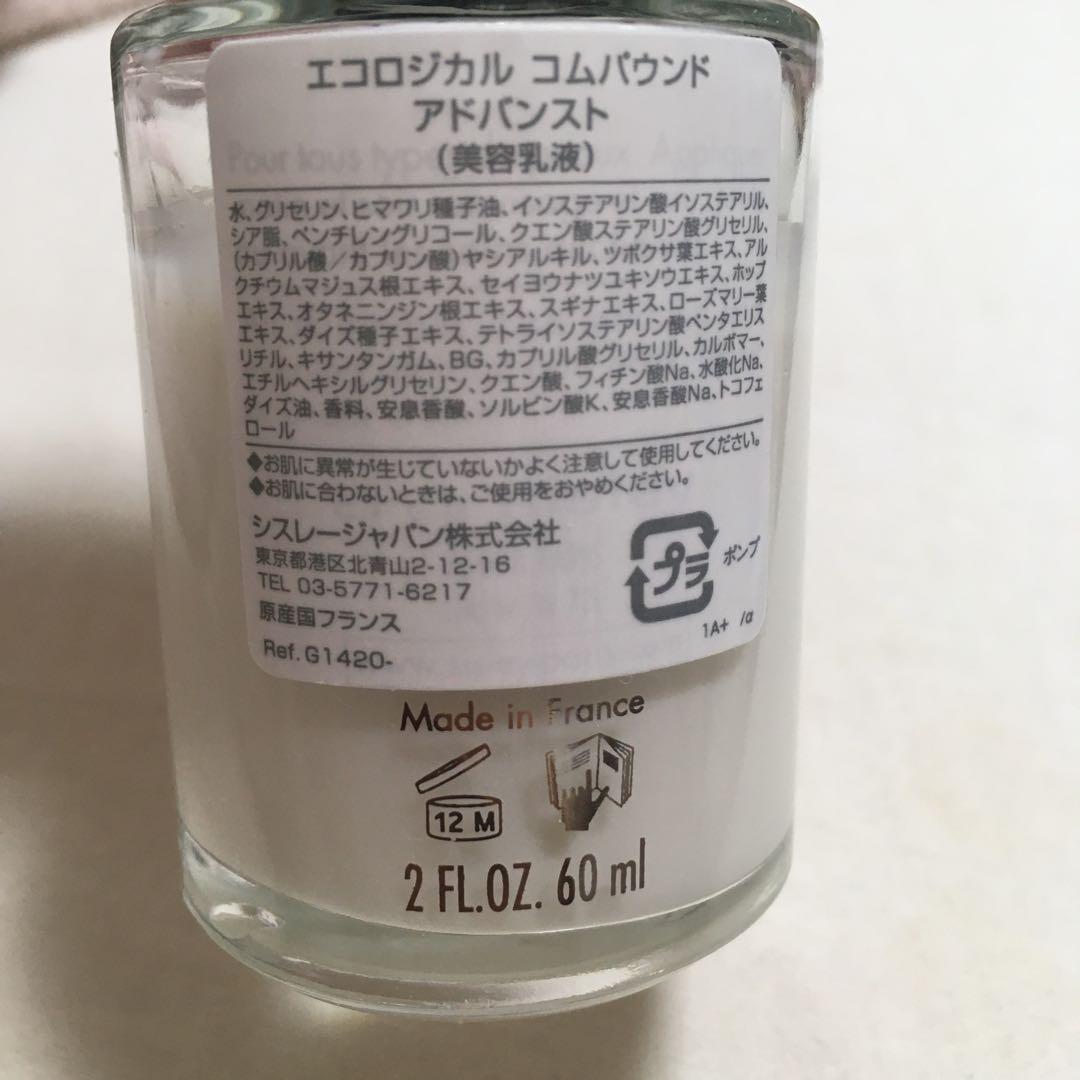 エコロジカル コムパウンド
アドバンスト
(美容乳液)
水、グリセリン、ヒマワリ種子油、イソステアリン酸イソステアリル、
シア脂、ペンチレングリコール、クエン酸ステアリン酸グリセリル、
(カプリル酸/カプリン酸)ヤシアルキル、ツボクサ葉エキス、アル
クチウムマジュス根エキス、セイヨウナツユキソウエキス、ホップ
エキス、オタネニンジン根エキス、スギナエキス、ローズマリー葉
エキス、ダイズ種子エキス、テトライソステアリン酸ペンタエリス
リチル、キサンタンガム、BG、カプリル酸グリセリル、カルボマー、
エチルヘキシルグリセリン、クエン酸、フィチン酸Na、水酸化Na、
ダイズ油、香料、安息香酸、ソルビン酸K、安息香酸Na、トコフェ
ロール
◆お肌に異常が生じていないかよく注意して使用してください。
◆お肌に合わないときは、ご使用をおやめください。
シスレージャパン株式会社
東京都港区北青山2-12-16
TEL 03-5771-6217
原産国フランス
Ref. G1420-
プラ
ポンプ
1A+ /α
Made in France
12 M
2 FL.OZ. 60 ml